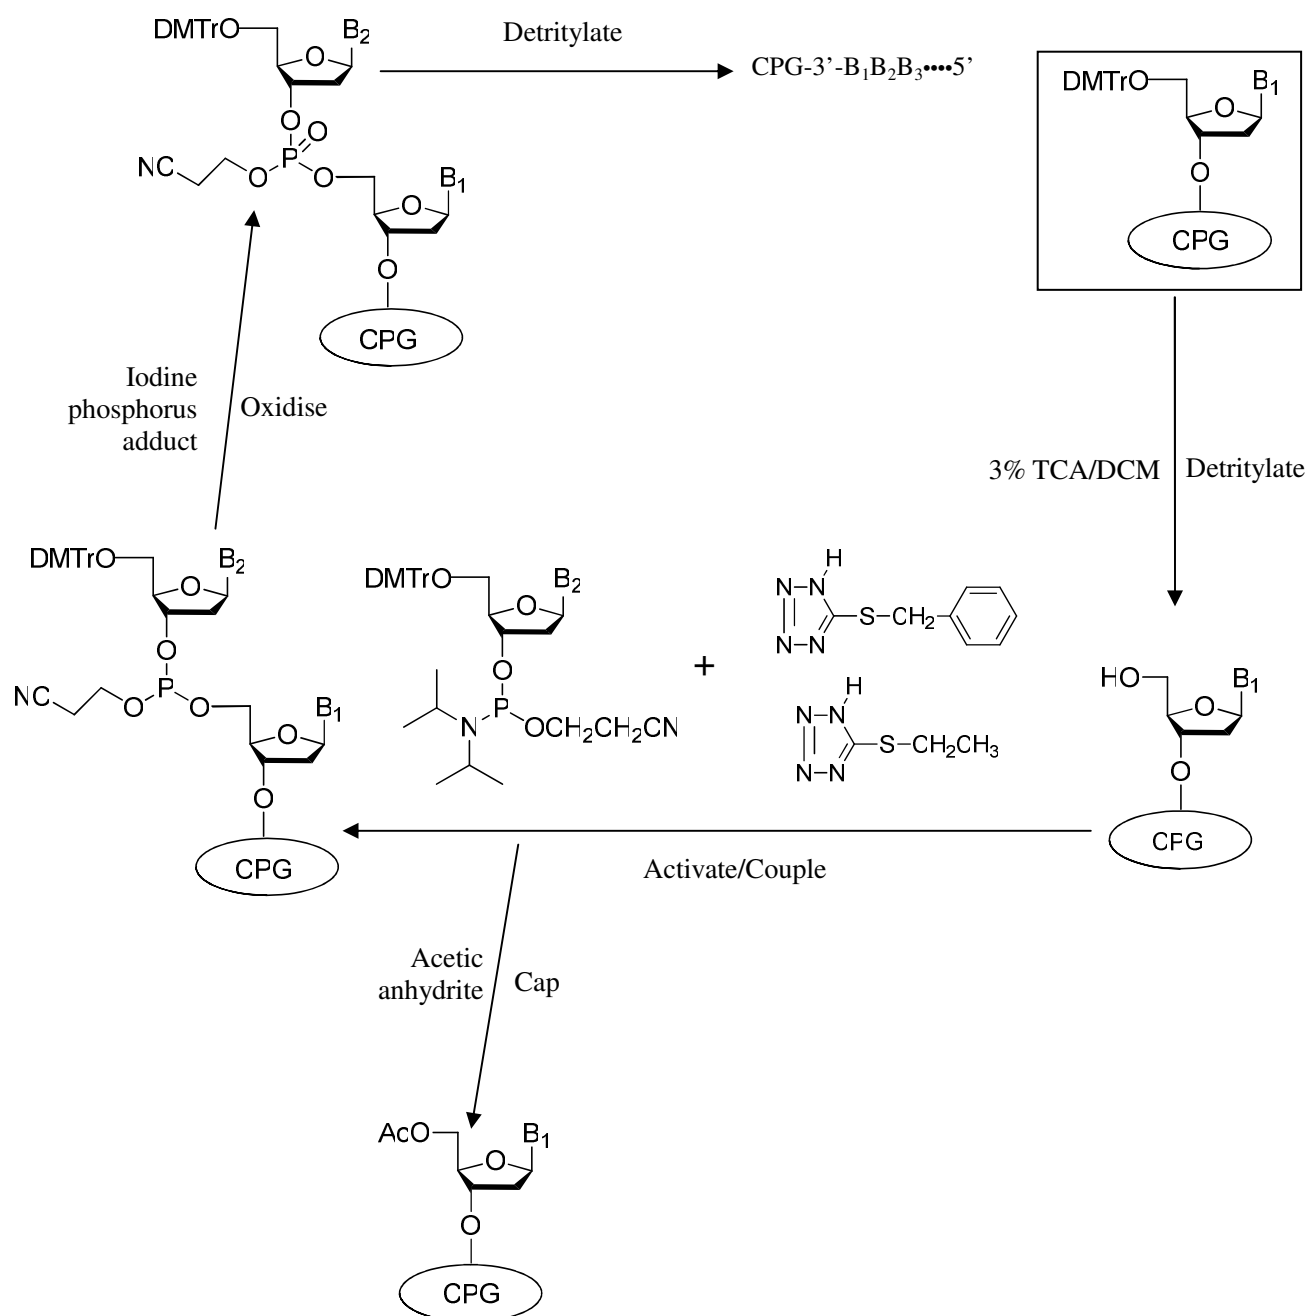 DMTrO
B2
O
O
O
P
NC
O
O
B1
O
O
CPG
Detritylate
CPG-3’-B1B2B3••••5’
DMTrO
B1
O
O
CPG
Iodine
phosphorus
adduct
Oxidise
3% TCA/DCM
Detritylate
DMTrO
B2
O
O
P
NC
O
O
B1
O
O
CPG
DMTrO
B2
O
O
P
N
OCH2CH2CN
+
H
N-N
N
N
S-CH2
H
N-N
N
N
S-CH2CH3
HO
B1
O
O
CPG
Activate/Couple
Acetic
anhydrite
Cap
AcO
B1
O
O
CPG